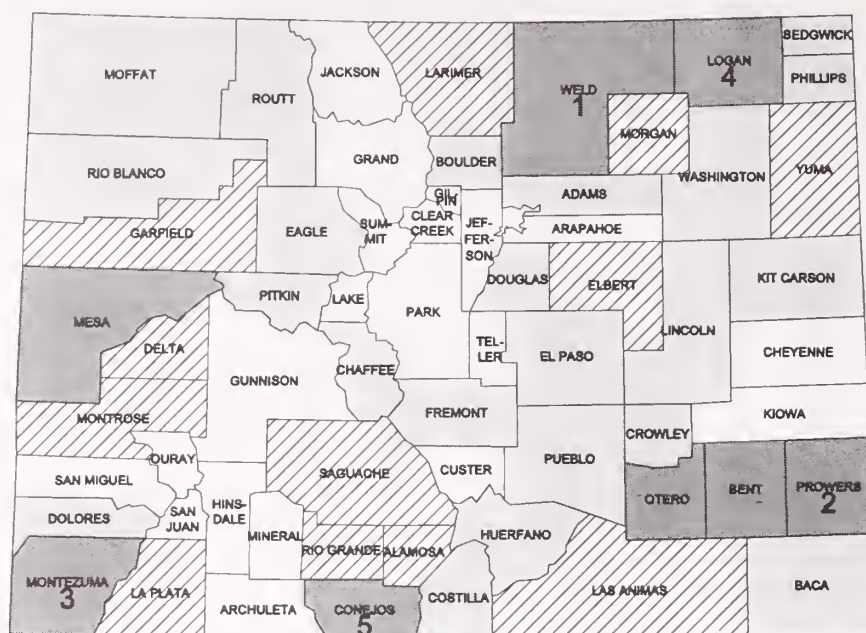 SEDGWICK
MOFFAT
JACKSON
LARIMER
LOGAN
4
ROUTT
WELD
1
PHILLIPS
MORGAN
GRAND
BOULDER
RIO BLANCO
WASHINGTON
YUMA
GIL-
PIN
ADAMS
CLEAR
CREEK
JEF-
FER-
SON
SUM-
MIT
GARFIELD
EAGLE
ARAPAHOE
DOUGLAS
ELBERT
KIT CARSON
PITKIN
LAKE
MESA
PARK
LINCOLN
DELTA
TEL-
LER
EL PASO
CHEYENNE
GUNNISON
CHAFFEE
MONTROSE
FREMONT
KIOWA
CROWLEY
OURAY
SAGUACHE
CUSTER
PUEBLO
SAN MIGUEL
OTERO
BENT
PROWERS
2
HINS-
DALE
DOLORES
SAN
JUAN
MINERAL
HUERFANO
RIO GRANDE
ALAMOSA
MONTEZUMA
3
LA PLATA
LAS ANIMAS
BACA
ARCHULETA
CONEJOS
5
COSTILLA